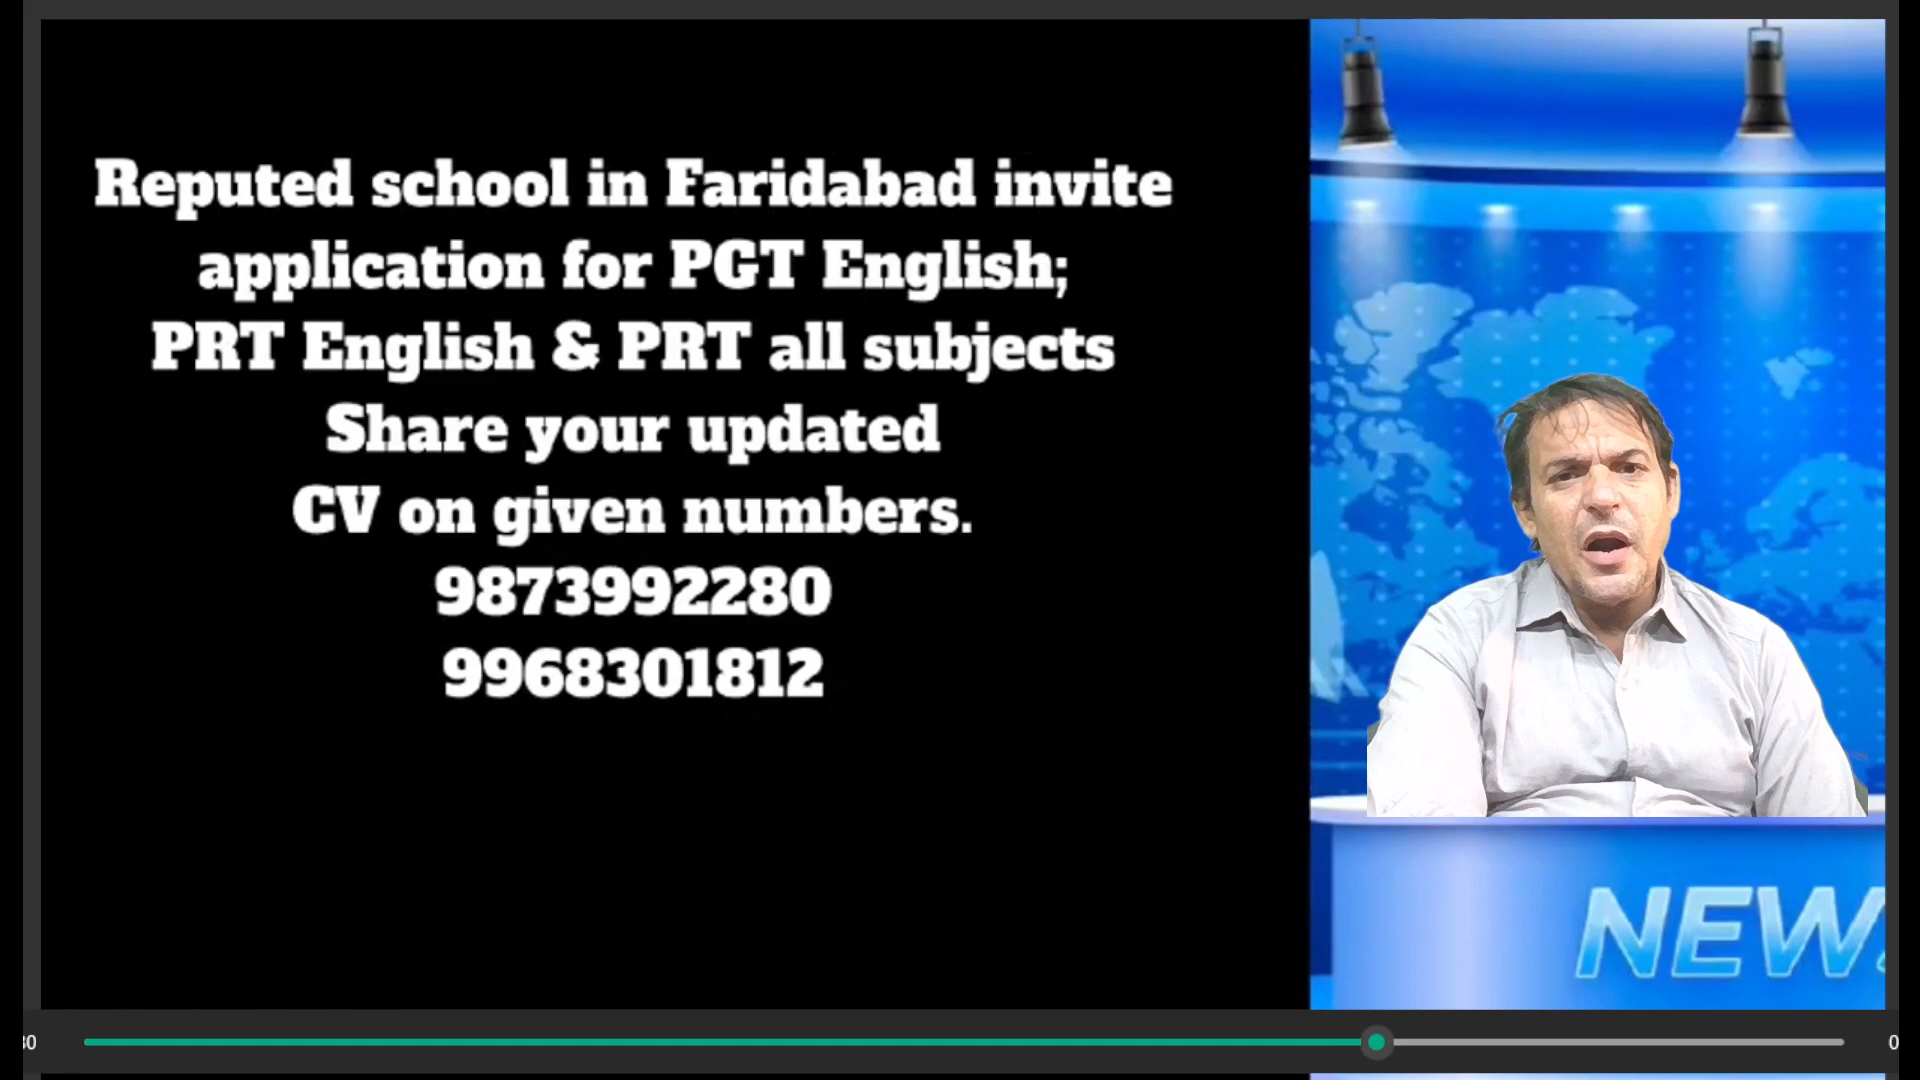 Reputed school in Faridabad invite
application for PGT English;
PRT English & PRT all subjects
Share your updated
CV on given numbers.
9873992280
9968301812
NEW